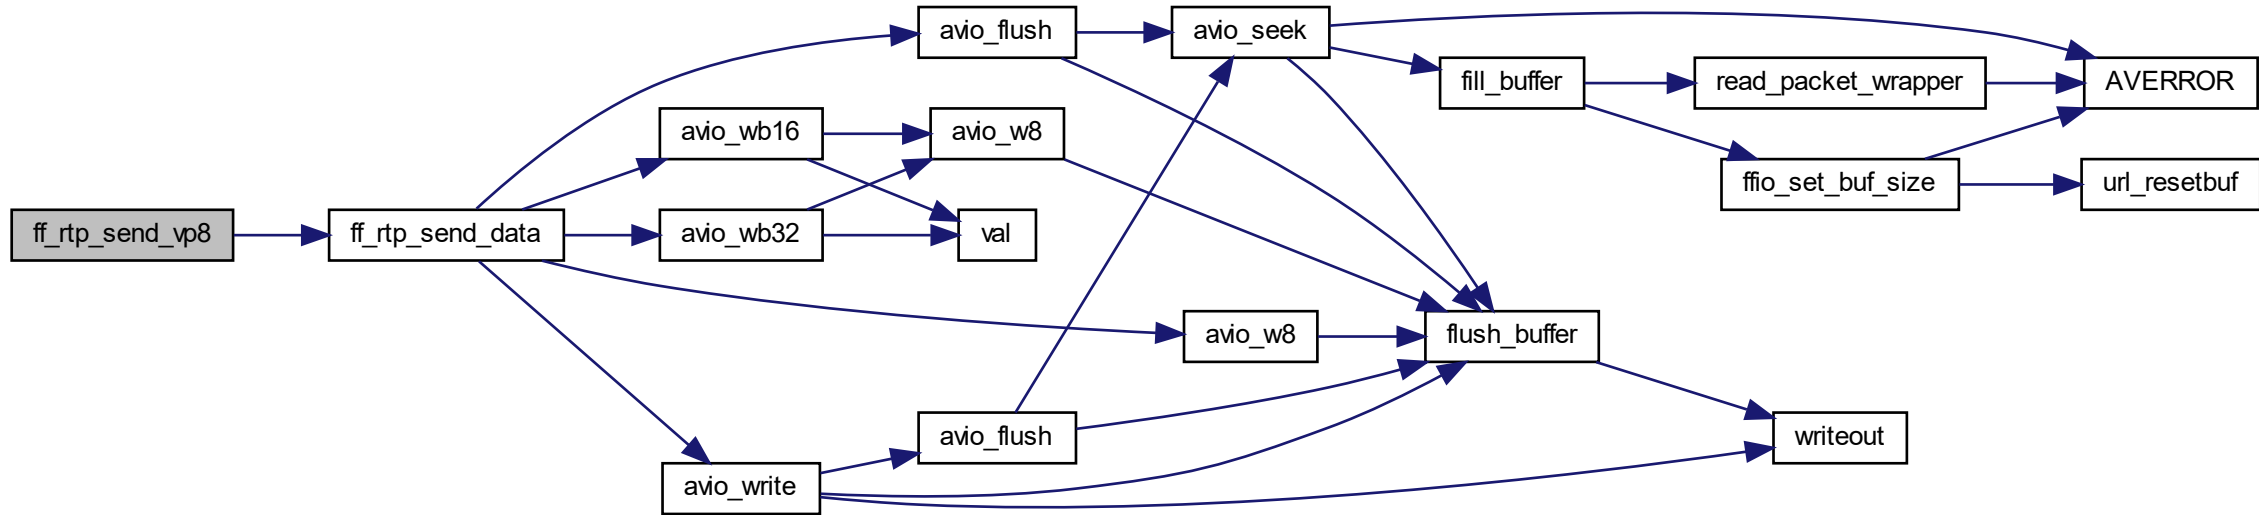 avio_flush
avio_seek
fill_buffer
read_packet_wrapper
AVERROR
avio_wb16
avio_w8
ffio_set_buf_size
url_resetbuf
ff_rtp_send_vp8
ff_rtp_send_data
avio_wb32
val
avio_w8
flush_buffer
avio_flush
writeout
avio_write